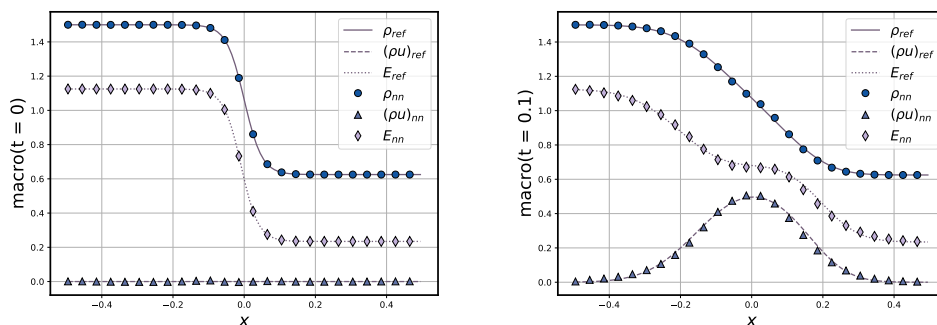 macro(t = 0)
1.4
1.2
1.0
0.8
0.6
0.4
0.2
0.0
−0.4
−0.2
0.0
0.2
0.4
x
ρref
(ρu)ref
Eref
ρnn
(ρu)nn
Enn
macro(t = 0.1)
1.4
1.2
1.0
0.8
0.6
0.4
0.2
0.0
−0.4
−0.2
0.0
0.2
0.4
x
ρref
(ρu)ref
Eref
ρnn
(ρu)nn
Enn